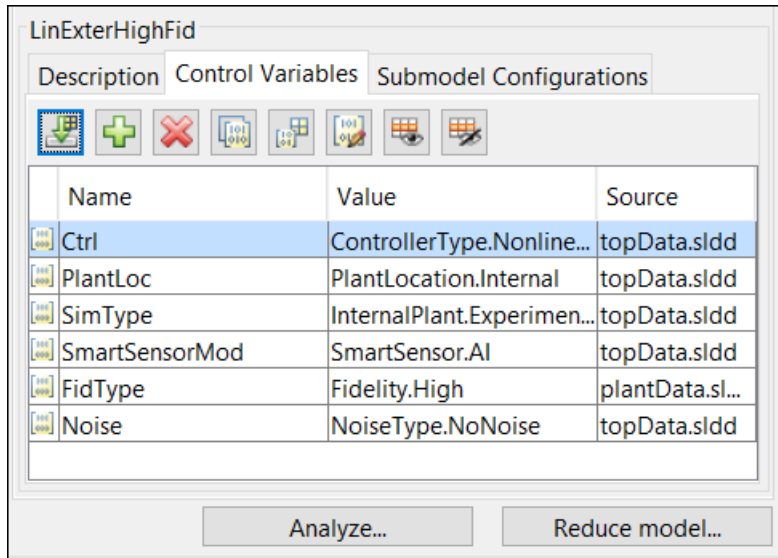 LinExterHighFid
Description Control Variables Submodel Configurations
Name Value Source
Ctrl ControllerType.Nonline... topData.sldd
PlantLoc PlantLocation.Internal topData.sldd
SimType InternalPlant.Experimen... topData.sldd
SmartSensorMod SmartSensor.AI topData.sldd
FidType Fidelity.High plantData.sl...
Noise NoiseType.NoNoise topData.sldd
Analyze... Reduce model...